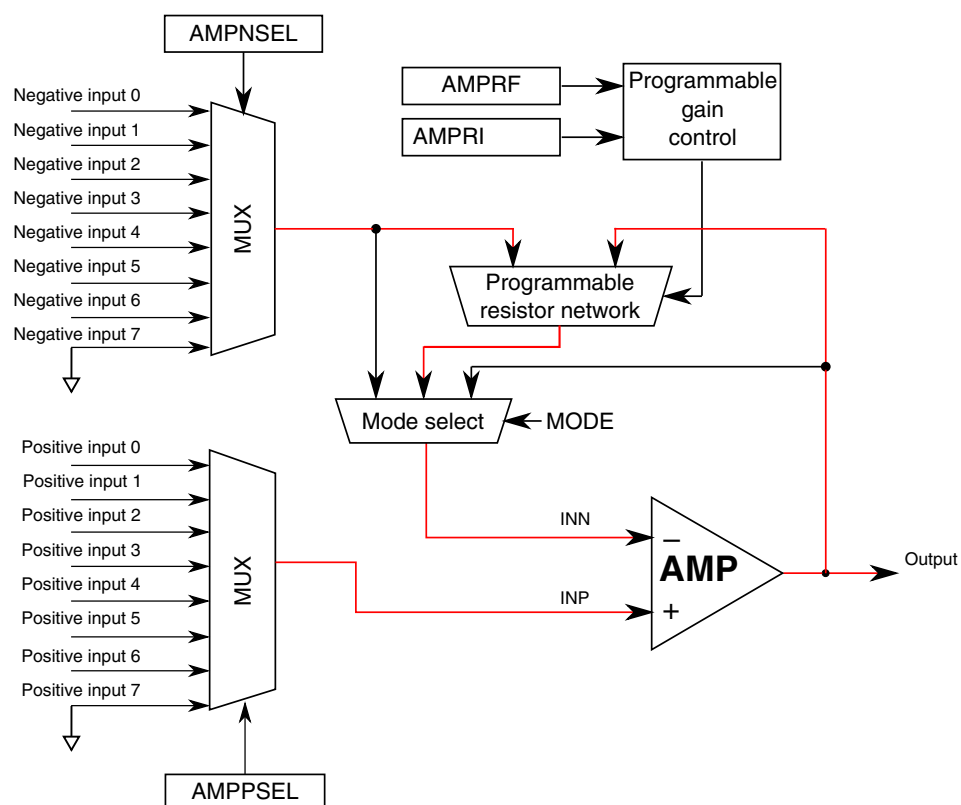 AMPNSEL
Negative input 0
Negative input 1
Negative input 2
Negative input 3
Negative input 4
Negative input 5
Negative input 6
Negative input 7
MUX
AMPRF
AMPRI
Programmable
gain
control
Programmable
resistor network
Mode select
MODE
Positive input 0
Positive input 1
Positive input 2
Positive input 3
Positive input 4
Positive input 5
Positive input 6
Positive input 7
MUX
INN
INP
−
AMP
+
Output
AMPPSEL